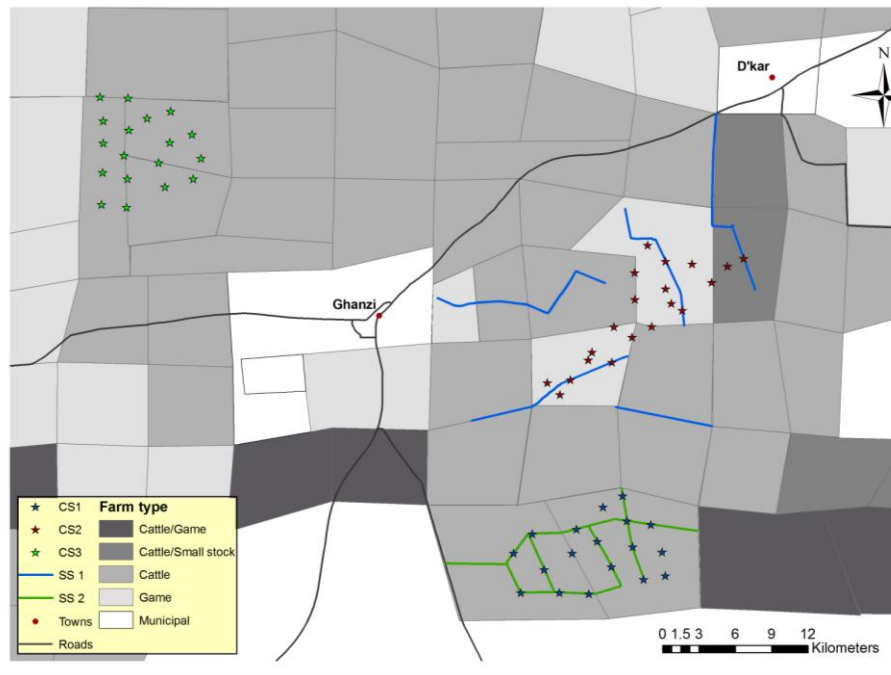 D'kar
N
Ghanzi
CS1 Farm type
CS2 Cattle/Game
CS3 Cattle/Small stock
SS 1 Cattle
SS 2 Game
Towns Municipal
Roads
0 1.5 3 6 9 12
Kilometers